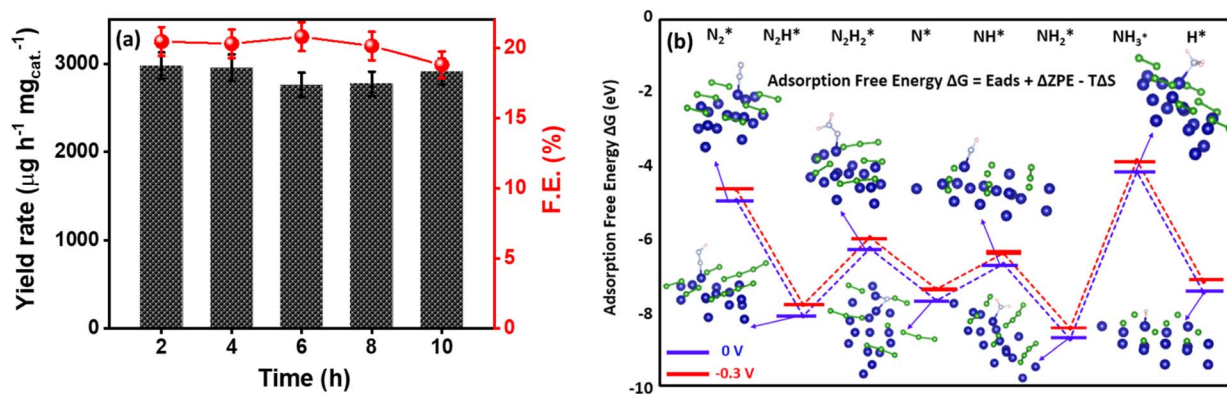 (a)
Yield rate (μg h⁻¹ mg_cat.⁻¹)
3000
2000
1000
0
2 4 6 8 10
Time (h)
20
15
10
5
0
F.E. (%)
(b)
N₂* N₂H* N₂H₂* N* NH* NH₂* NH₃* H*
Adsorption Free Energy ΔG = Eads + ΔZPE - TΔS
Adsorption Free Energy ΔG (eV)
-0
-2
-4
-6
-8
-10
0 V
-0.3 V